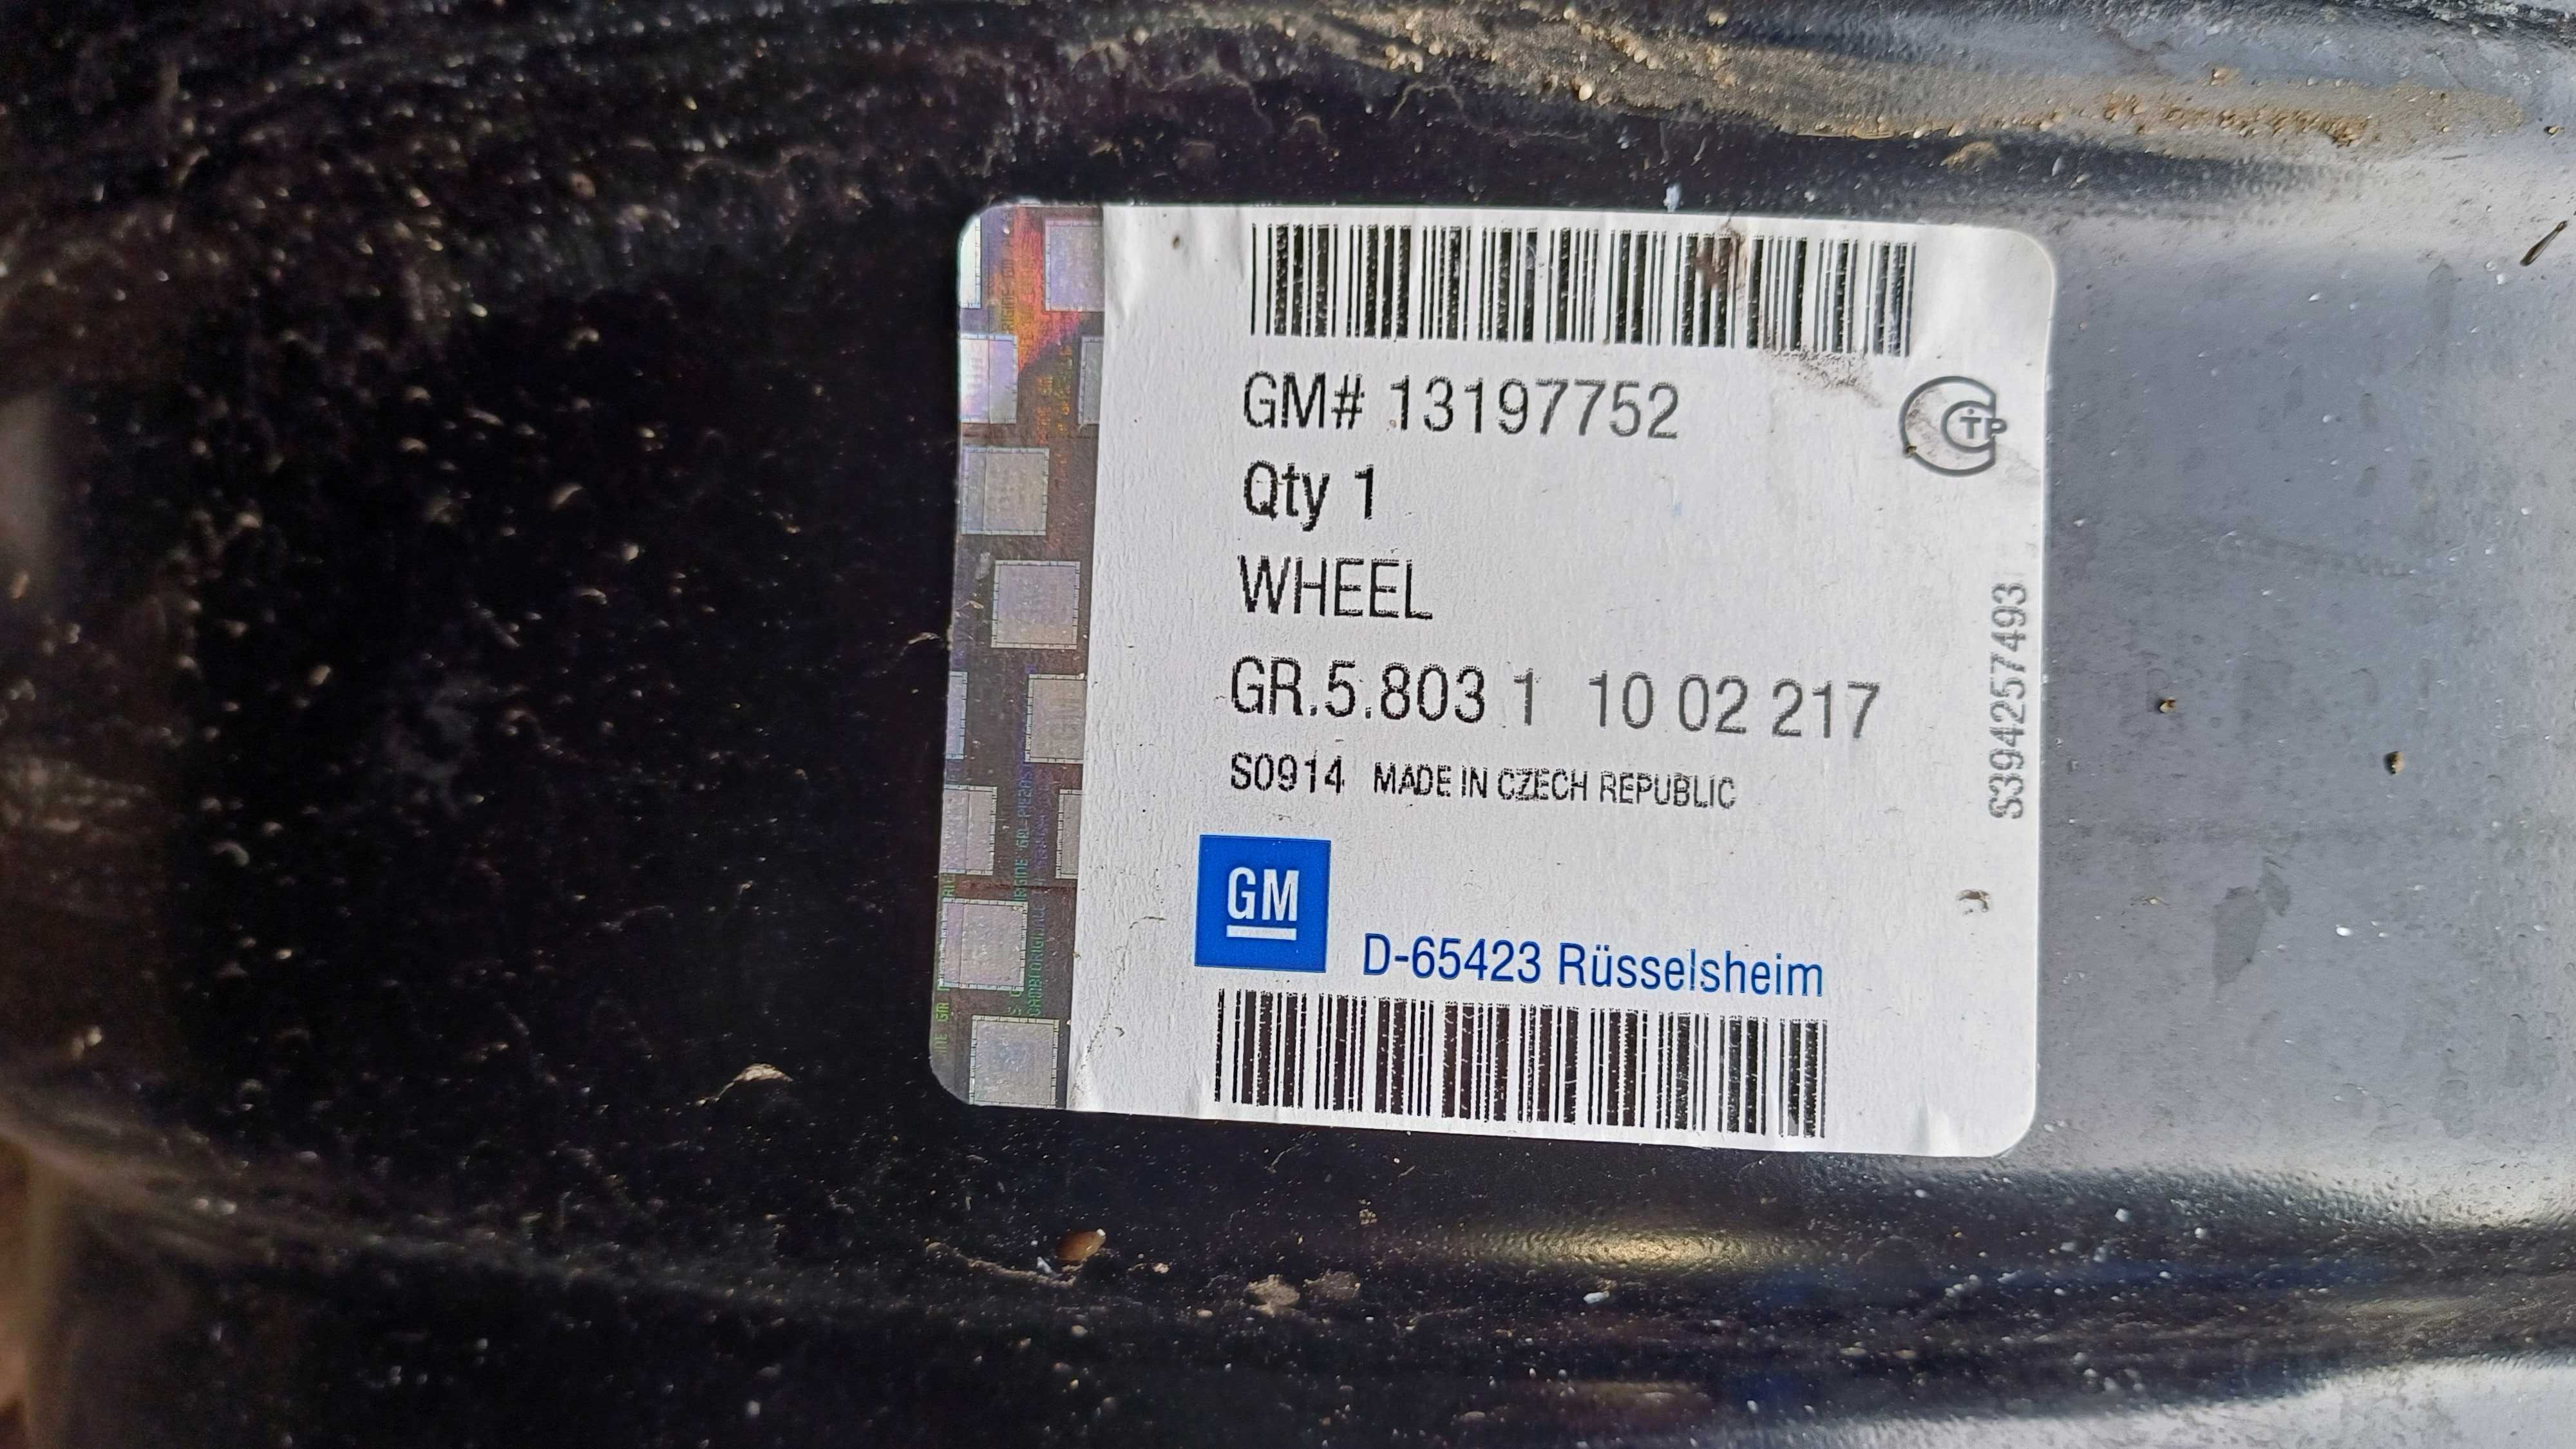 GM# 13197752
Qty 1
WHEEL
GR.5.803 1 10 02 217
S0914 MADE IN CZECH REPUBLIC
GM
D-65423 Rüsselsheim
S394257493